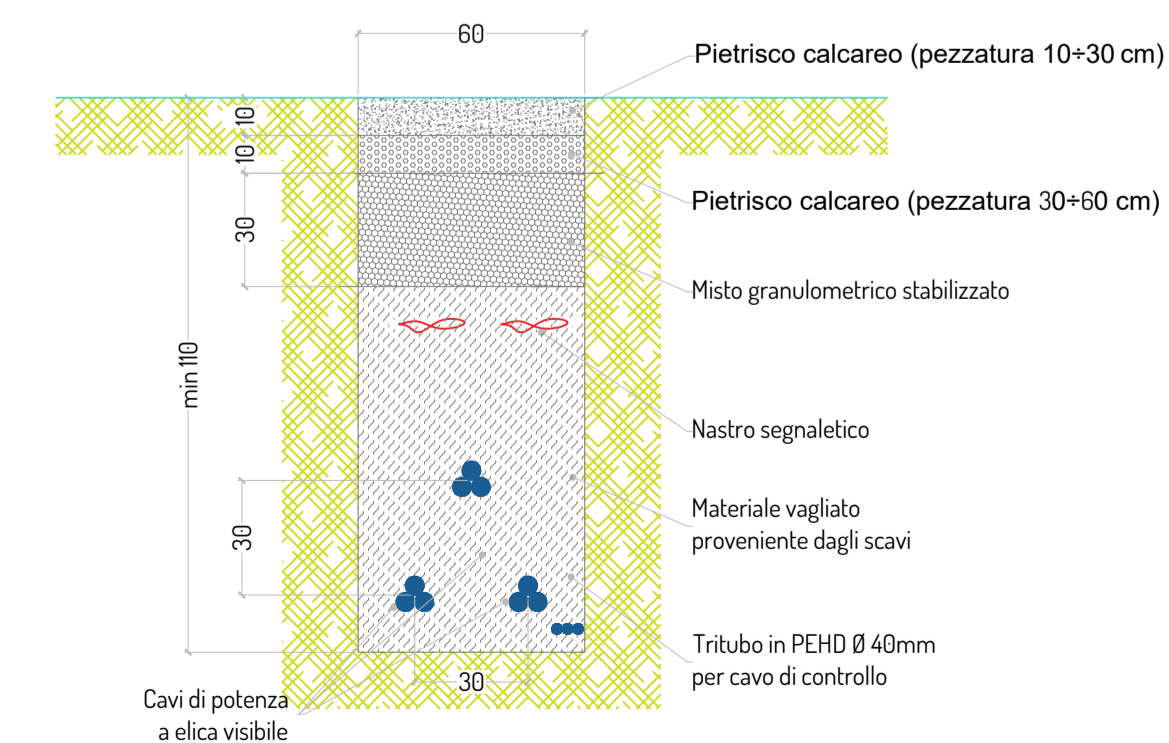 60
Pietrisco calcareo (pezzatura 10÷30 cm)
10
10
Pietrisco calcareo (pezzatura 30÷60 cm)
30
Misto granulometrico stabilizzato
min 110
Nastro segnaletico
Materiale vagliato
proveniente dagli scavi
30
Tritubo in PEHD Ø 40mm
per cavo di controllo
30
Cavi di potenza
a elica visibile